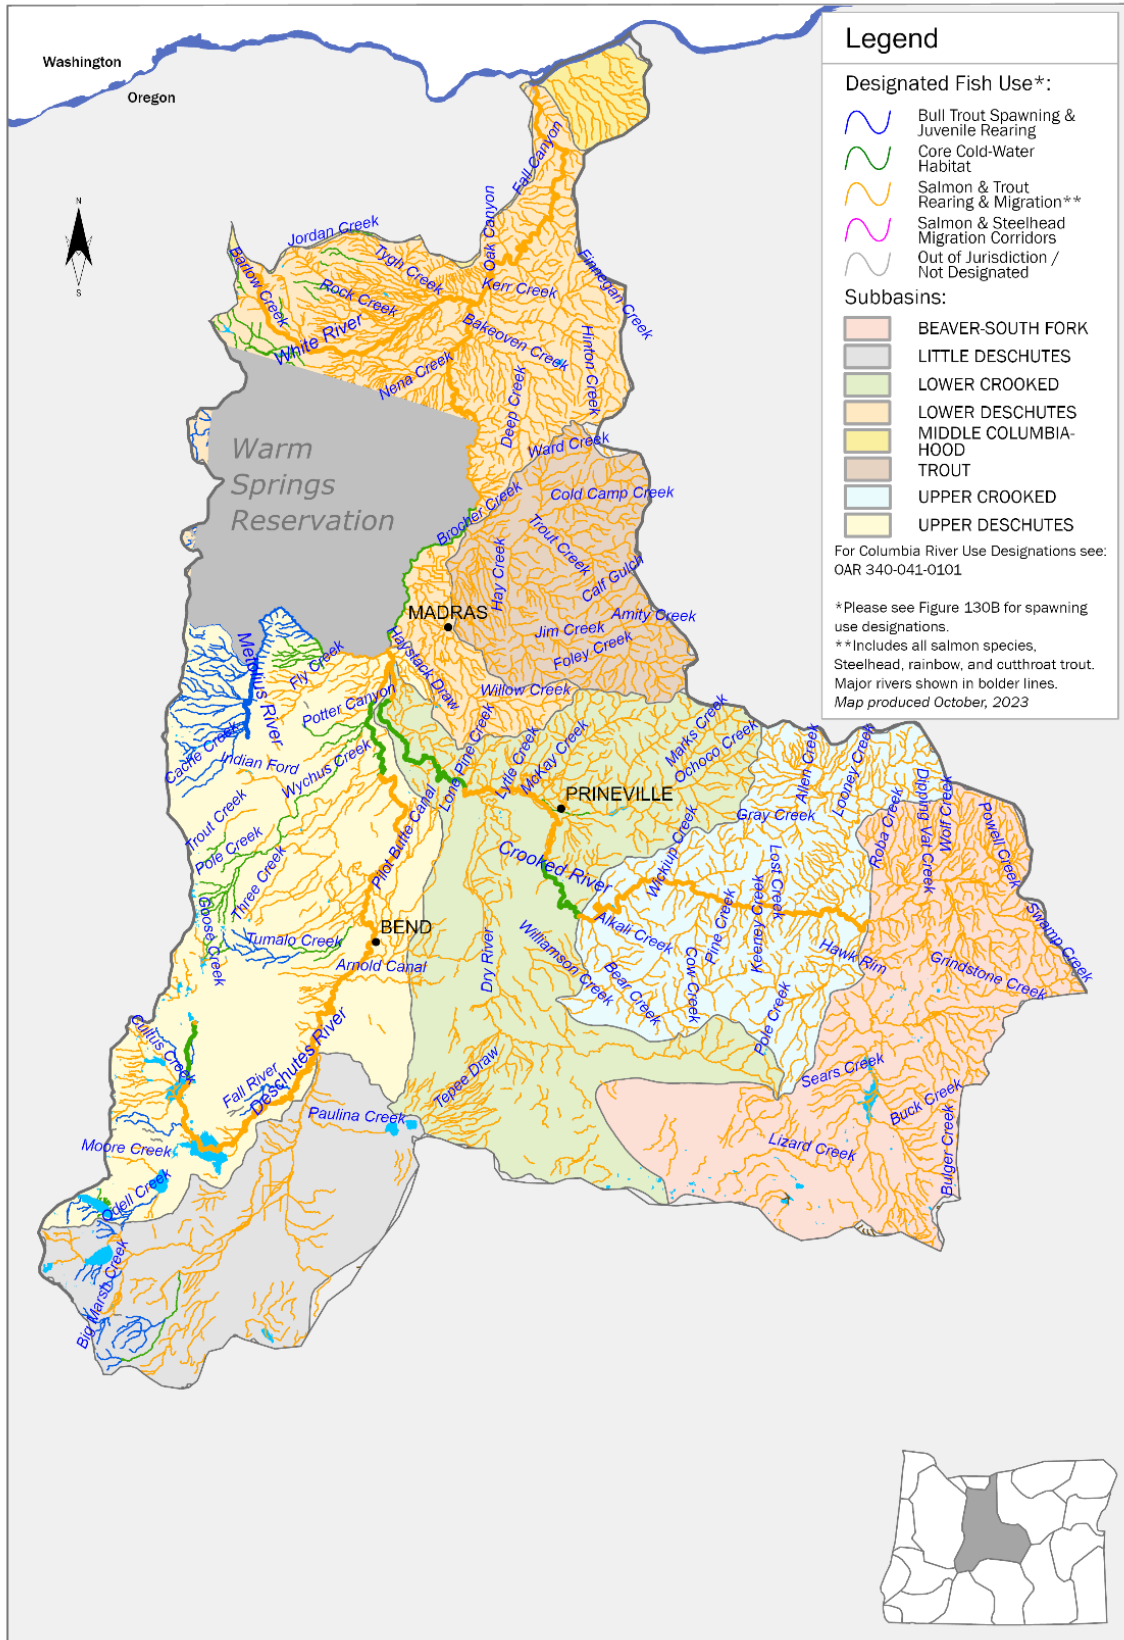 Washington
Oregon
N
S
Legend
Designated Fish Use*:
Bull Trout Spawning &
Juvenile Rearing
Core Cold-Water
Habitat
Salmon & Trout
Rearing & Migration**
Salmon & Steelhead
Migration Corridors
Out of Jurisdiction /
Not Designated
Subbasins:
BEAVER-SOUTH FORK
LITTLE DESCHUTES
LOWER CROOKED
LOWER DESCHUTES
MIDDLE COLUMBIA-
HOOD
TROUT
UPPER CROOKED
UPPER DESCHUTES
For Columbia River Use Designations see:
OAR 340-041-0101
*Please see Figure 130B for spawning
use designations.
**Includes all salmon species,
Steelhead, rainbow, and cutthroat trout.
Major rivers shown in bolder lines.
Map produced October, 2023
Fall Canyon
Oak Canyon
Jordan Creek
Barlow Creek
Tygh Creek
Rock Creek
Kerr Creek
Finnegan Creek
White River
Bakeoven Creek
Hinton Creek
Nena Creek
Deep Creek
Ward Creek
Warm
Springs
Reservation
Brocher Creek
Cold Camp Creek
Trout Creek
Hay Creek
Calf Gulch
MADRAS
Amity Creek
Jim Creek
Foley Creek
Haystack Draw
Willow Creek
Metolius River
Fly Creek
Potter Canyon
Cache Creek
Indian Ford
Wychus Creek
Lone Pine Creek
Lytle Creek
McKay Creek
Marks Creek
Ochoco Creek
Allen Creek
Looney Creek
PRINEVILLE
Gray Creek
Dipping Vat Creek
Wolf Creek
Powell Creek
Roba Creek
Trout Creek
Pole Creek
Three Creek
Pilot Butte Canal
Crooked River
Wickiup Creek
Lost Creek
Goose Creek
Tumalo Creek
BEND
Arnold Canal
Dry River
Williamson Creek
Alkali Creek
Bear Creek
Cow Creek
Pine Creek
Keeney Creek
Hawk Rim
Swamp Creek
Grindstone Creek
Pole Creek
Cultus Creek
Fall River
Deschutes River
Tepee Draw
Paulina Creek
Sears Creek
Buck Creek
Lizard Creek
Bulger Creek
Moore Creek
Odell Creek
Big Marsh Creek